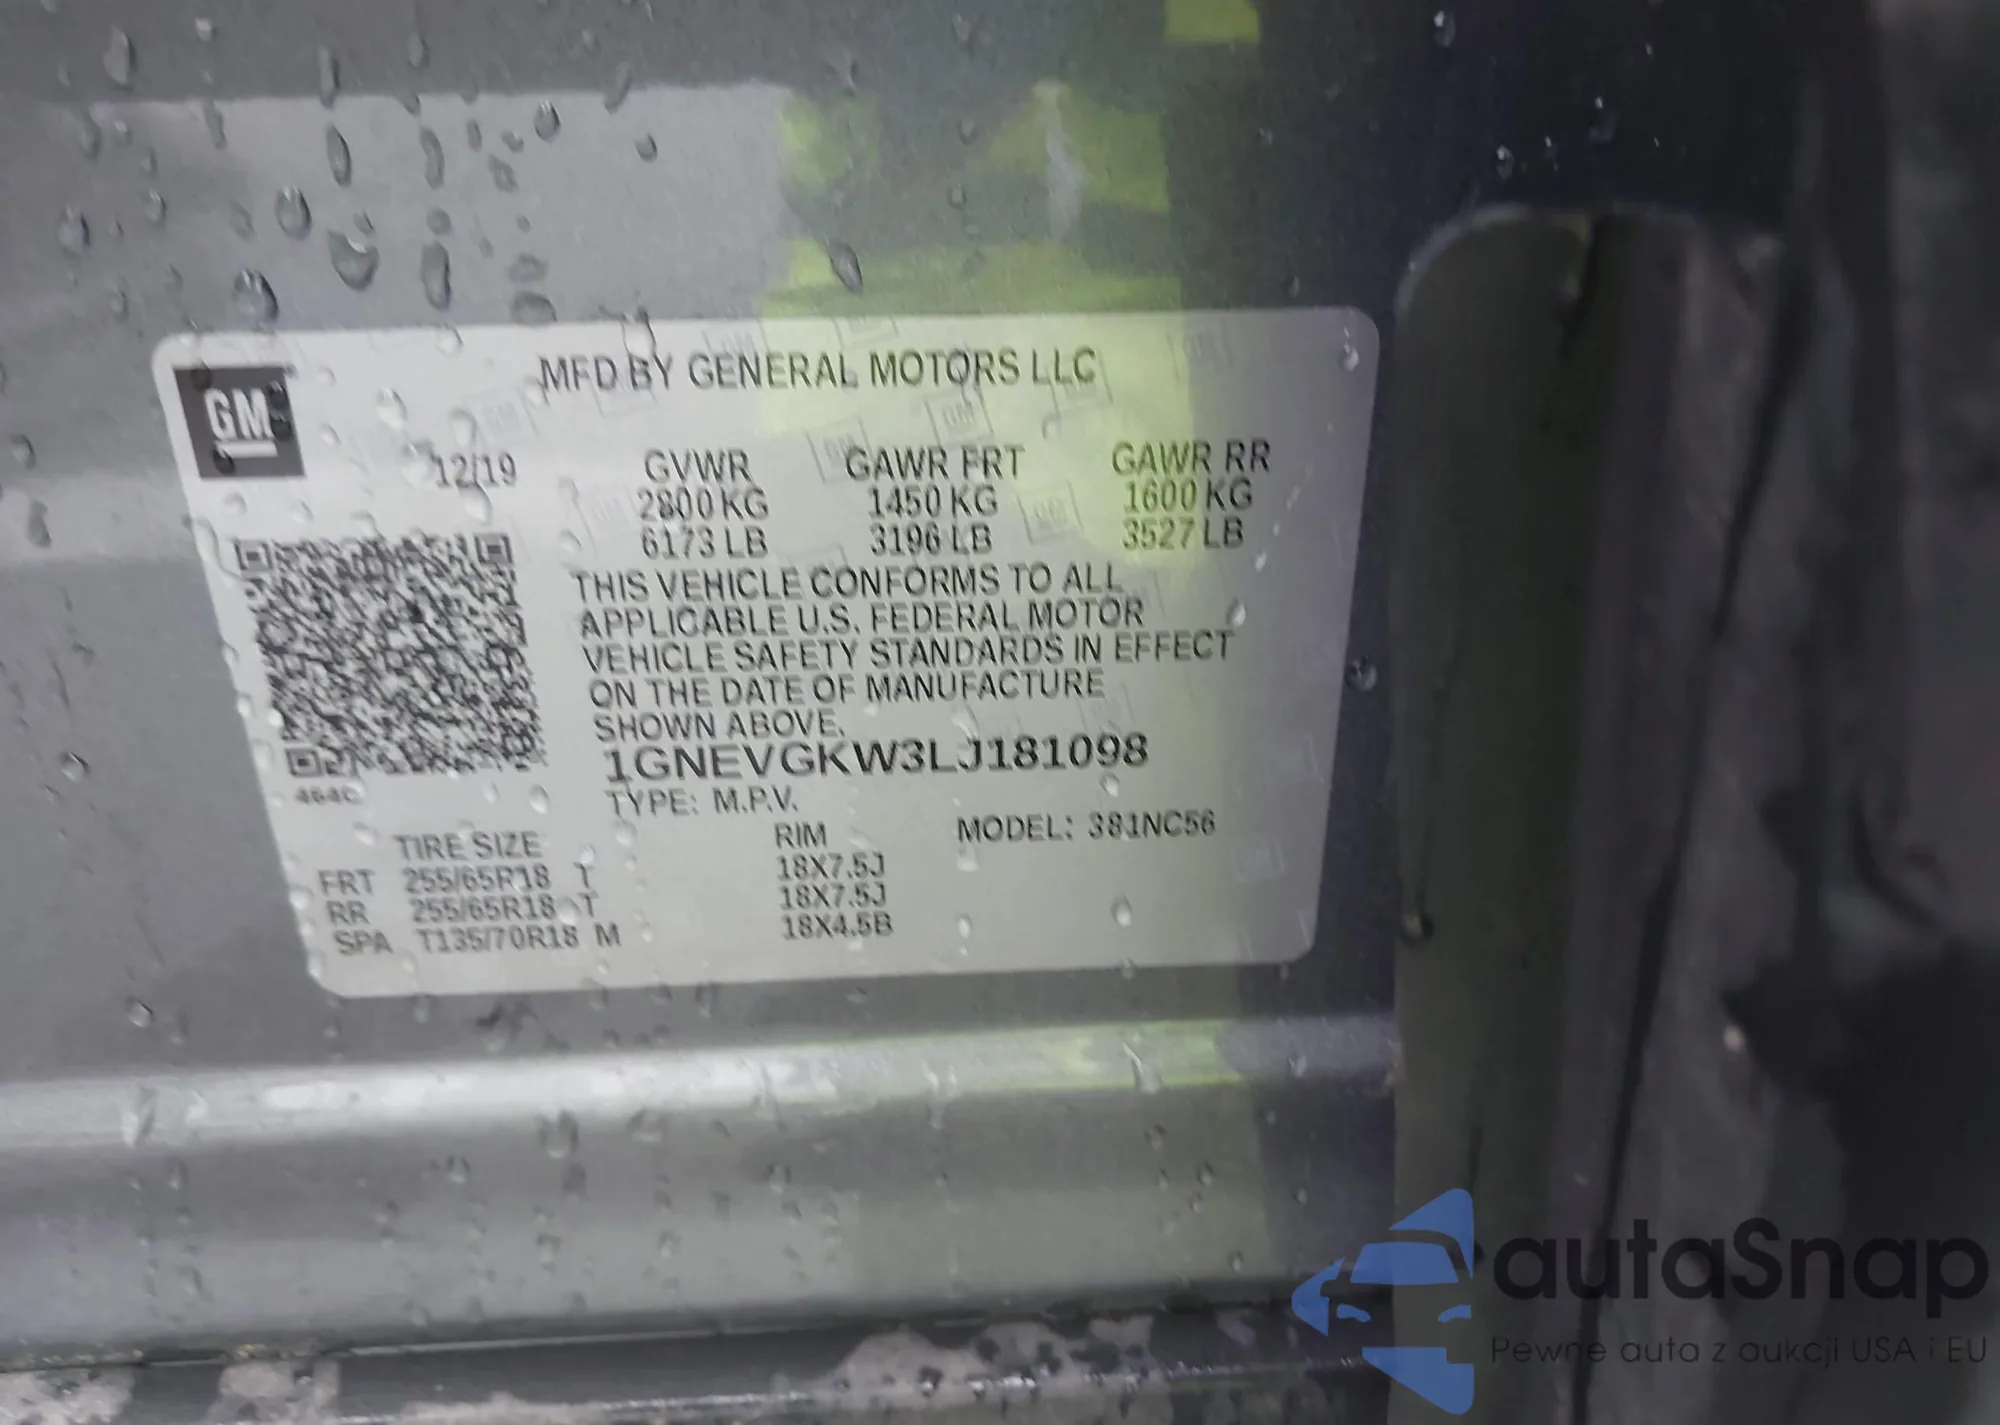 GM
MFD BY GENERAL MOTORS LLC
12/19 GVWR GAWR FRT GAWR RR
2800 KG 1450 KG 1600 KG
6173 LB 3196 LB 3527 LB
THIS VEHICLE CONFORMS TO ALL
APPLICABLE U.S. FEDERAL MOTOR
VEHICLE SAFETY STANDARDS IN EFFECT
ON THE DATE OF MANUFACTURE
SHOWN ABOVE.
1GNEVGKW3LJ181098
464C
TYPE: M.P.V.
TIRE SIZE RIM MODEL: 381NC56
FRT 255/65R18 T 18X7.5J
RR 255/65R18 T 18X7.5J
SPA T135/70R18 M 18X4.5B
autaSnap
Pewne auta z aukcji USA i EU